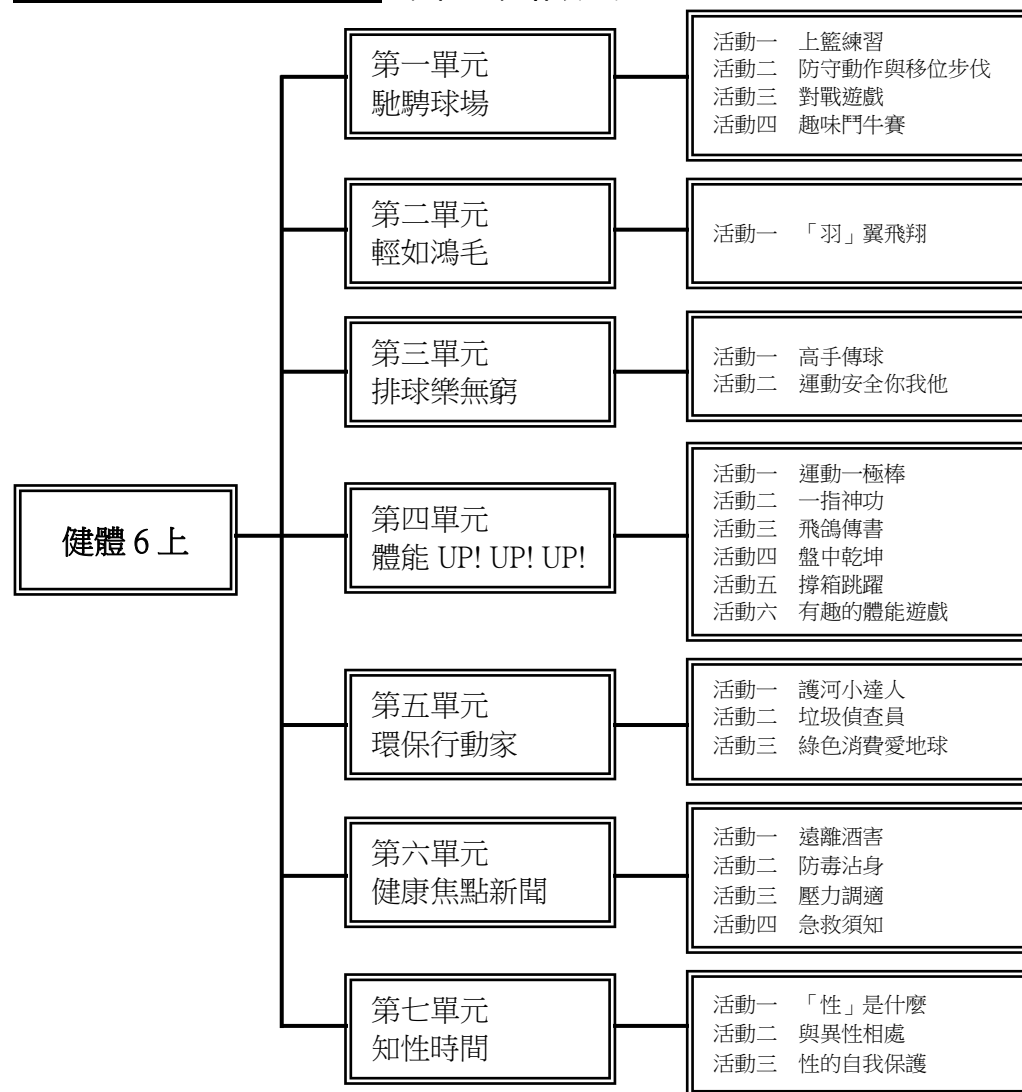 健體 6 上
第一單元
馳騁球場
活動一　上籃練習
活動二　防守動作與移位步伐
活動三　對戰遊戲
活動四　趣味鬥牛賽
第二單元
輕如鴻毛
活動一　「羽」翼飛翔
第三單元
排球樂無窮
活動一　高手傳球
活動二　運動安全你我他
第四單元
體能 UP! UP! UP!
活動一　運動一極棒
活動二　一指神功
活動三　飛鴿傳書
活動四　盤中乾坤
活動五　撐箱跳躍
活動六　有趣的體能遊戲
第五單元
環保行動家
活動一　護河小達人
活動二　垃圾偵查員
活動三　綠色消費愛地球
第六單元
健康焦點新聞
活動一　遠離酒害
活動二　防毒沾身
活動三　壓力調適
活動四　急救須知
第七單元
知性時間
活動一　「性」是什麼
活動二　與異性相處
活動三　性的自我保護